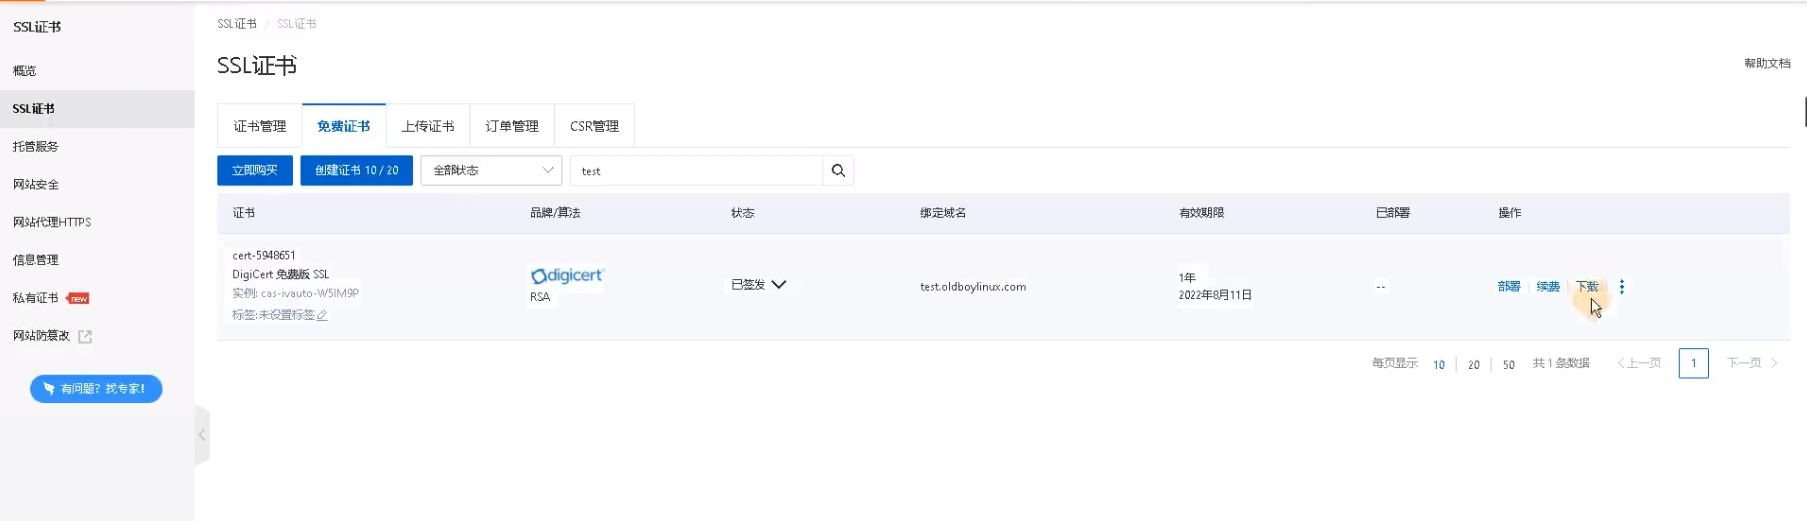 SSL证书
概览
SSL证书
托管服务
网站安全
网站代理HTTPS
信息管理
私有证书 new
网站防篡改
有问题？找专家!
SSL证书 / SSL证书
SSL证书
帮助文档
证书管理 免费证书 上传证书 订单管理 CSR管理
立即购买 创建证书 10 / 20 全部状态 test
证书 品牌/算法 状态 绑定域名 有效期限 已部署 操作
cert-5948651
DigiCert 免费版 SSL
实例: cas-ivauto-W5IM9P
标签:未设置标签
digicert
RSA
已签发
test.oldboylinux.com
1年
2022年8月11日
--
部署 续费 下载
每页显示 10 20 50 共 1 条数据 上一页 1 下一页